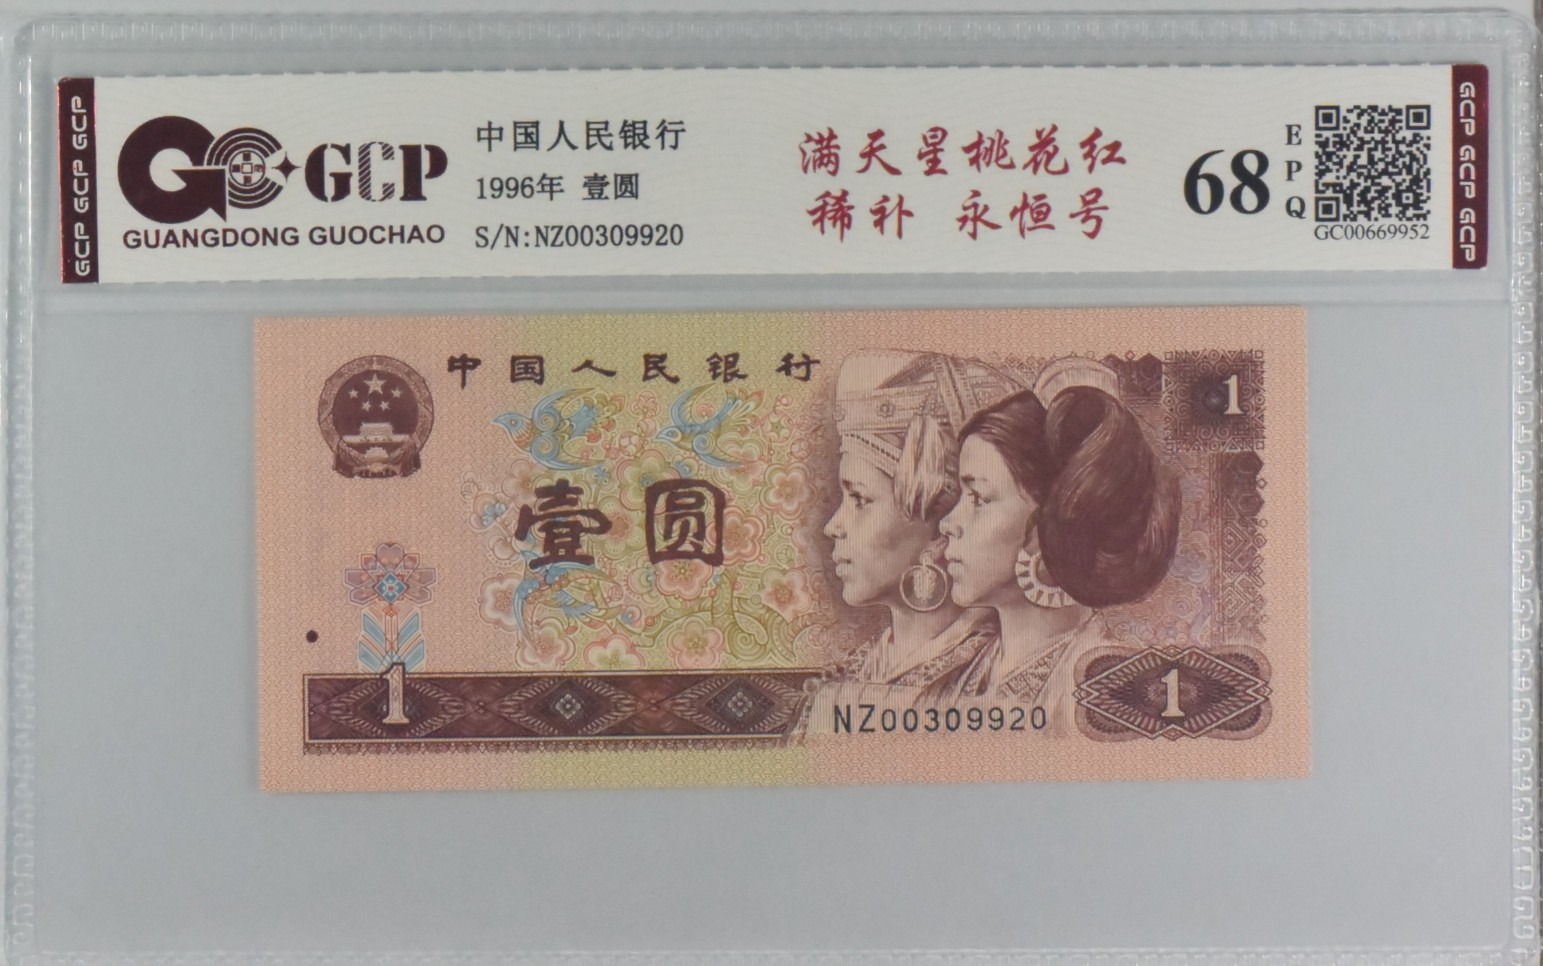 GCP GCP GCP
GCP
GUANGDONG GUOCHAO
中国人民银行
1996年 壹圆
S/N:NZ00309920
满天星桃花红
稀补 永恒号
68
EPQ
GC00669952
GCP GCP GCP
中国人民银行
1
壹圆
1
NZ00309920
1